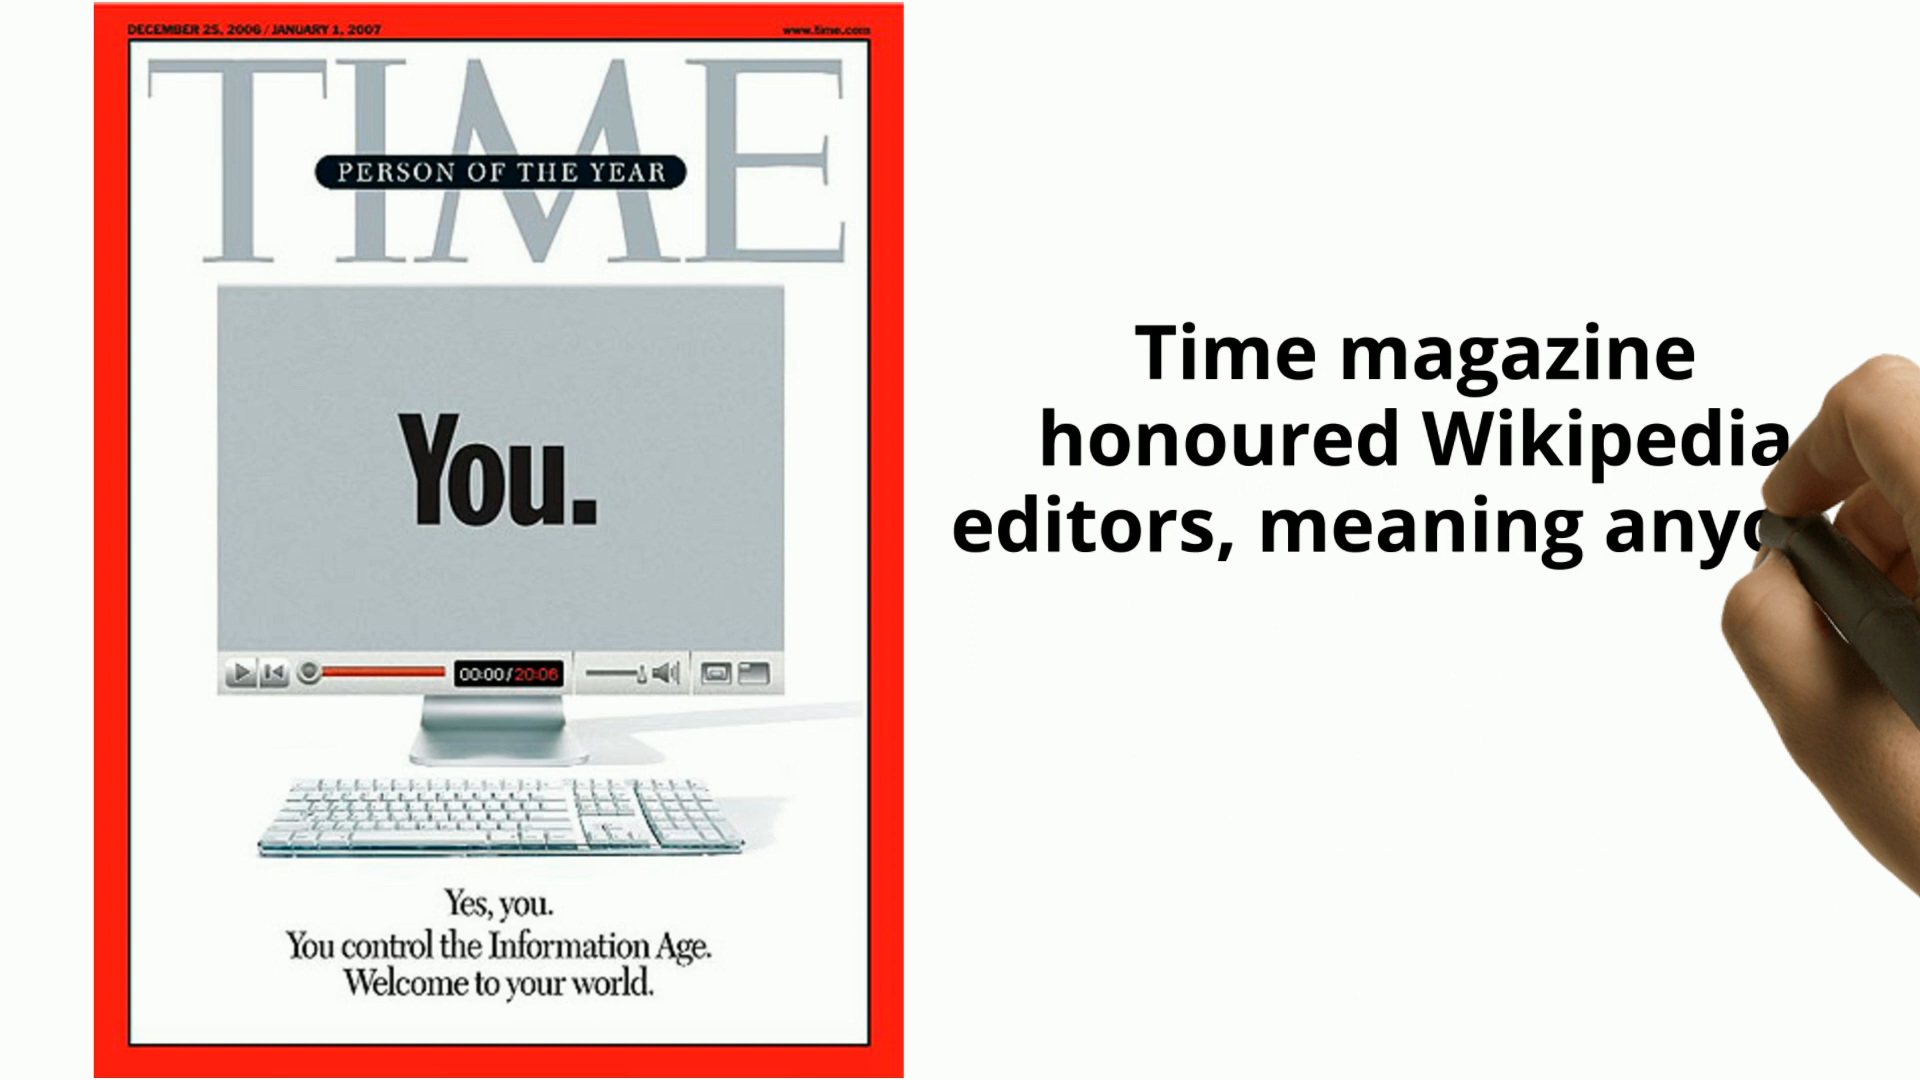 DECEMBER 25, 2006 / JANUARY 1, 2007
www.time.com
TIME
PERSON OF THE YEAR
You.
00:00/20:06
Yes, you.
You control the Information Age.
Welcome to your world.
Time magazine
honoured Wikipedia
editors, meaning